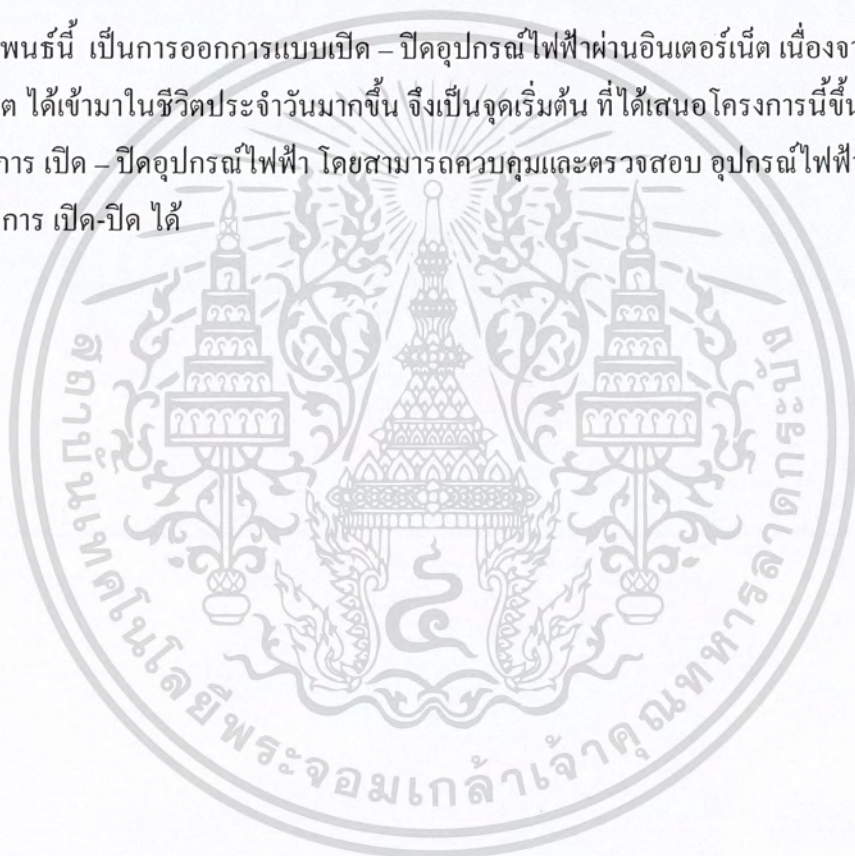 พนธ์นี้ เป็นการออกการแบบเปิด – ปิดอุปกรณ์ไฟฟ้าผ่านอินเตอร์เน็ต เนื่องจา
ต ได้เข้ามาในชีวิตประจำวันมากขึ้น จึงเป็นจุดเริ่มต้น ที่ได้เสนอโครงการนี้ขึ้น
การ เปิด – ปิดอุปกรณ์ไฟฟ้า โดยสามารถควบคุมและตรวจสอบ อุปกรณ์ไฟฟ้า
การ เปิด-ปิด ได้
สถาบันเทคโนโลยีพระจอมเกล้าเจ้าคุณทหารลาดกระบัง